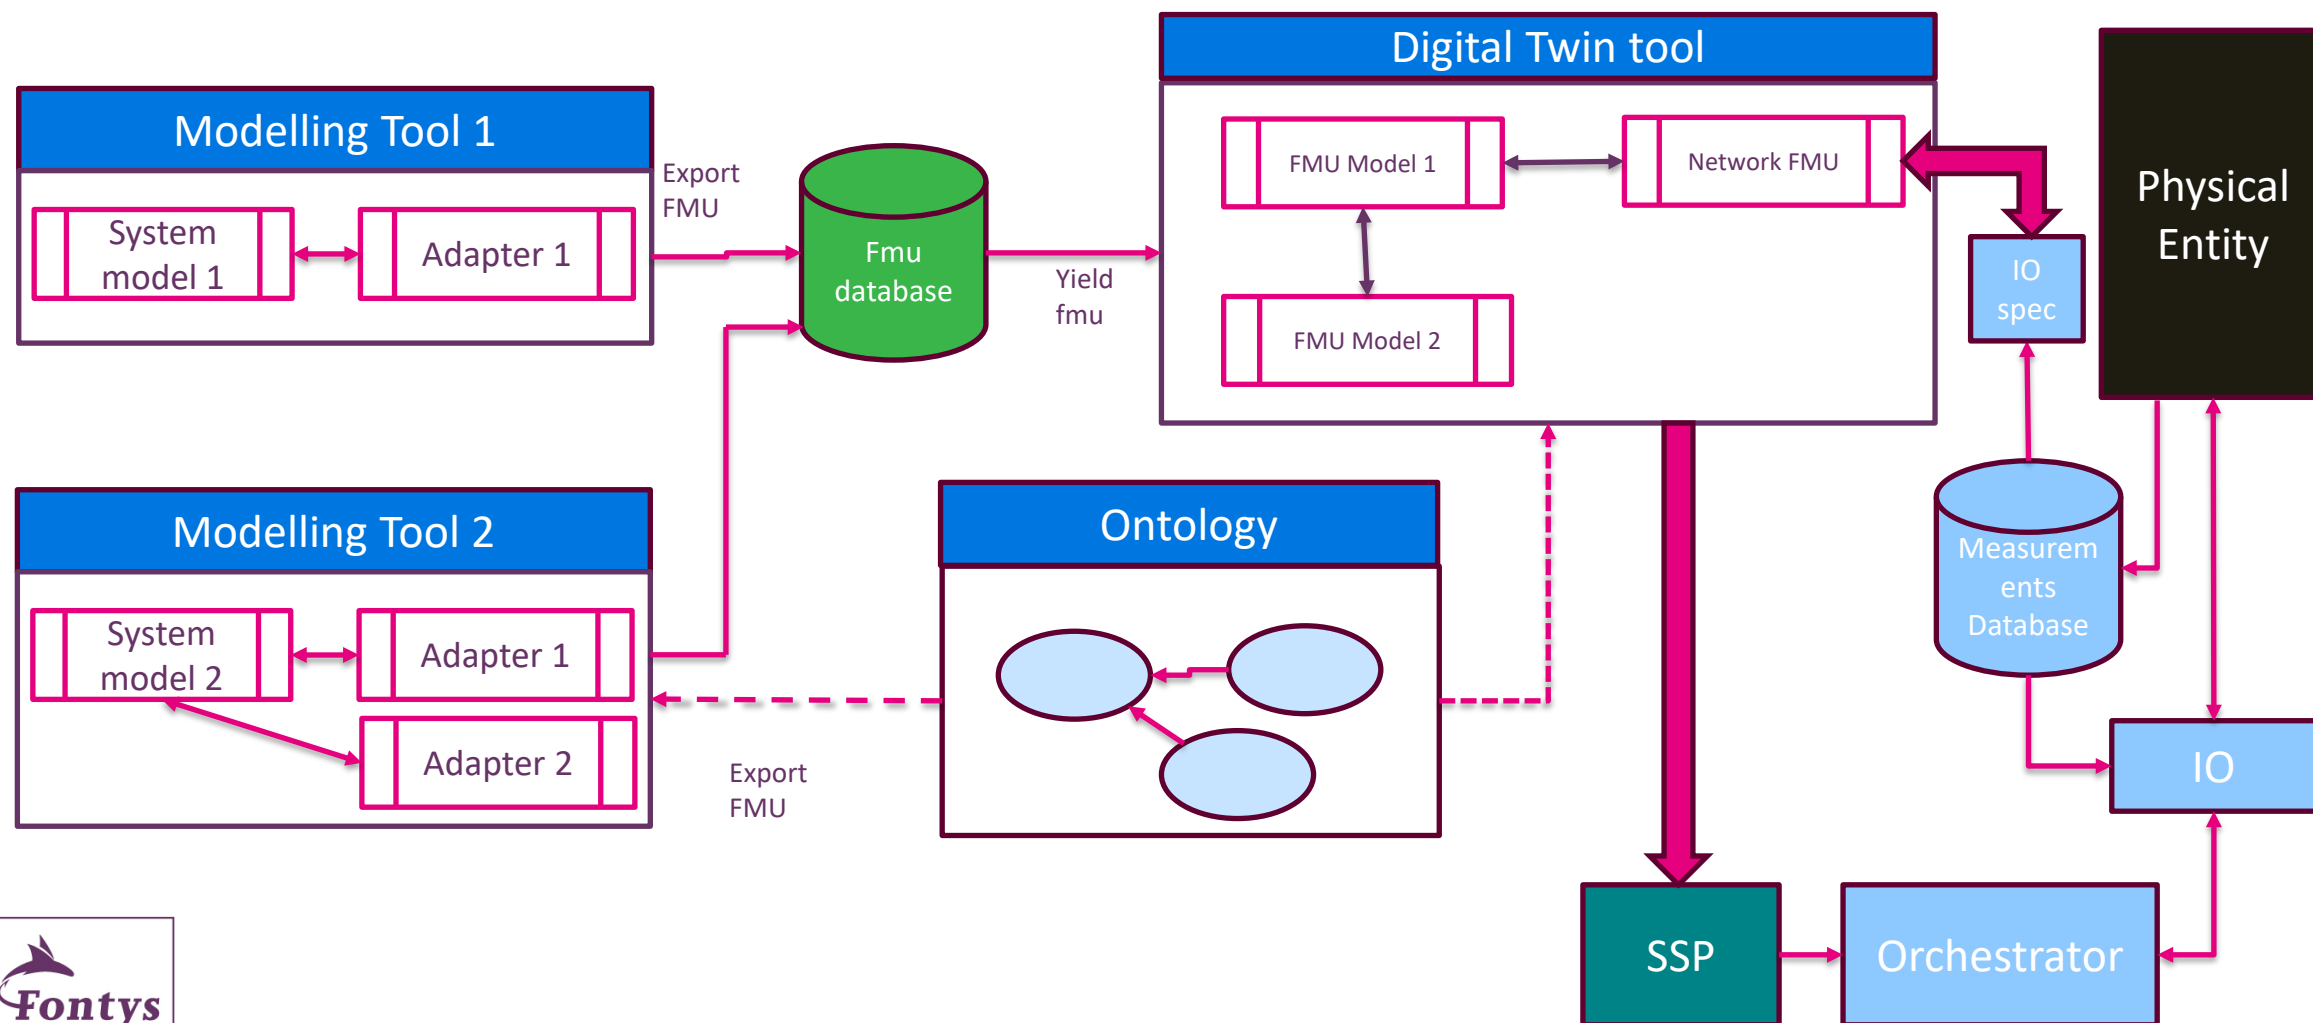 Digital Twin tool
Modelling Tool 1
Export
FMU
System
model 1
Adapter 1
Fmu
database
Yield
fmu
FMU Model 1
Network FMU
FMU Model 2
IO
spec
Physical
Entity
Modelling Tool 2
System
model 2
Adapter 1
Adapter 2
Export
FMU
Ontology
Measurem
ents
Database
IO
SSP
Orchestrator
Fontys